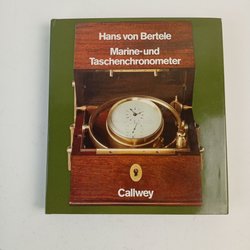 Hans von Bertele
Marine-und
Taschenchronometer
Callwey